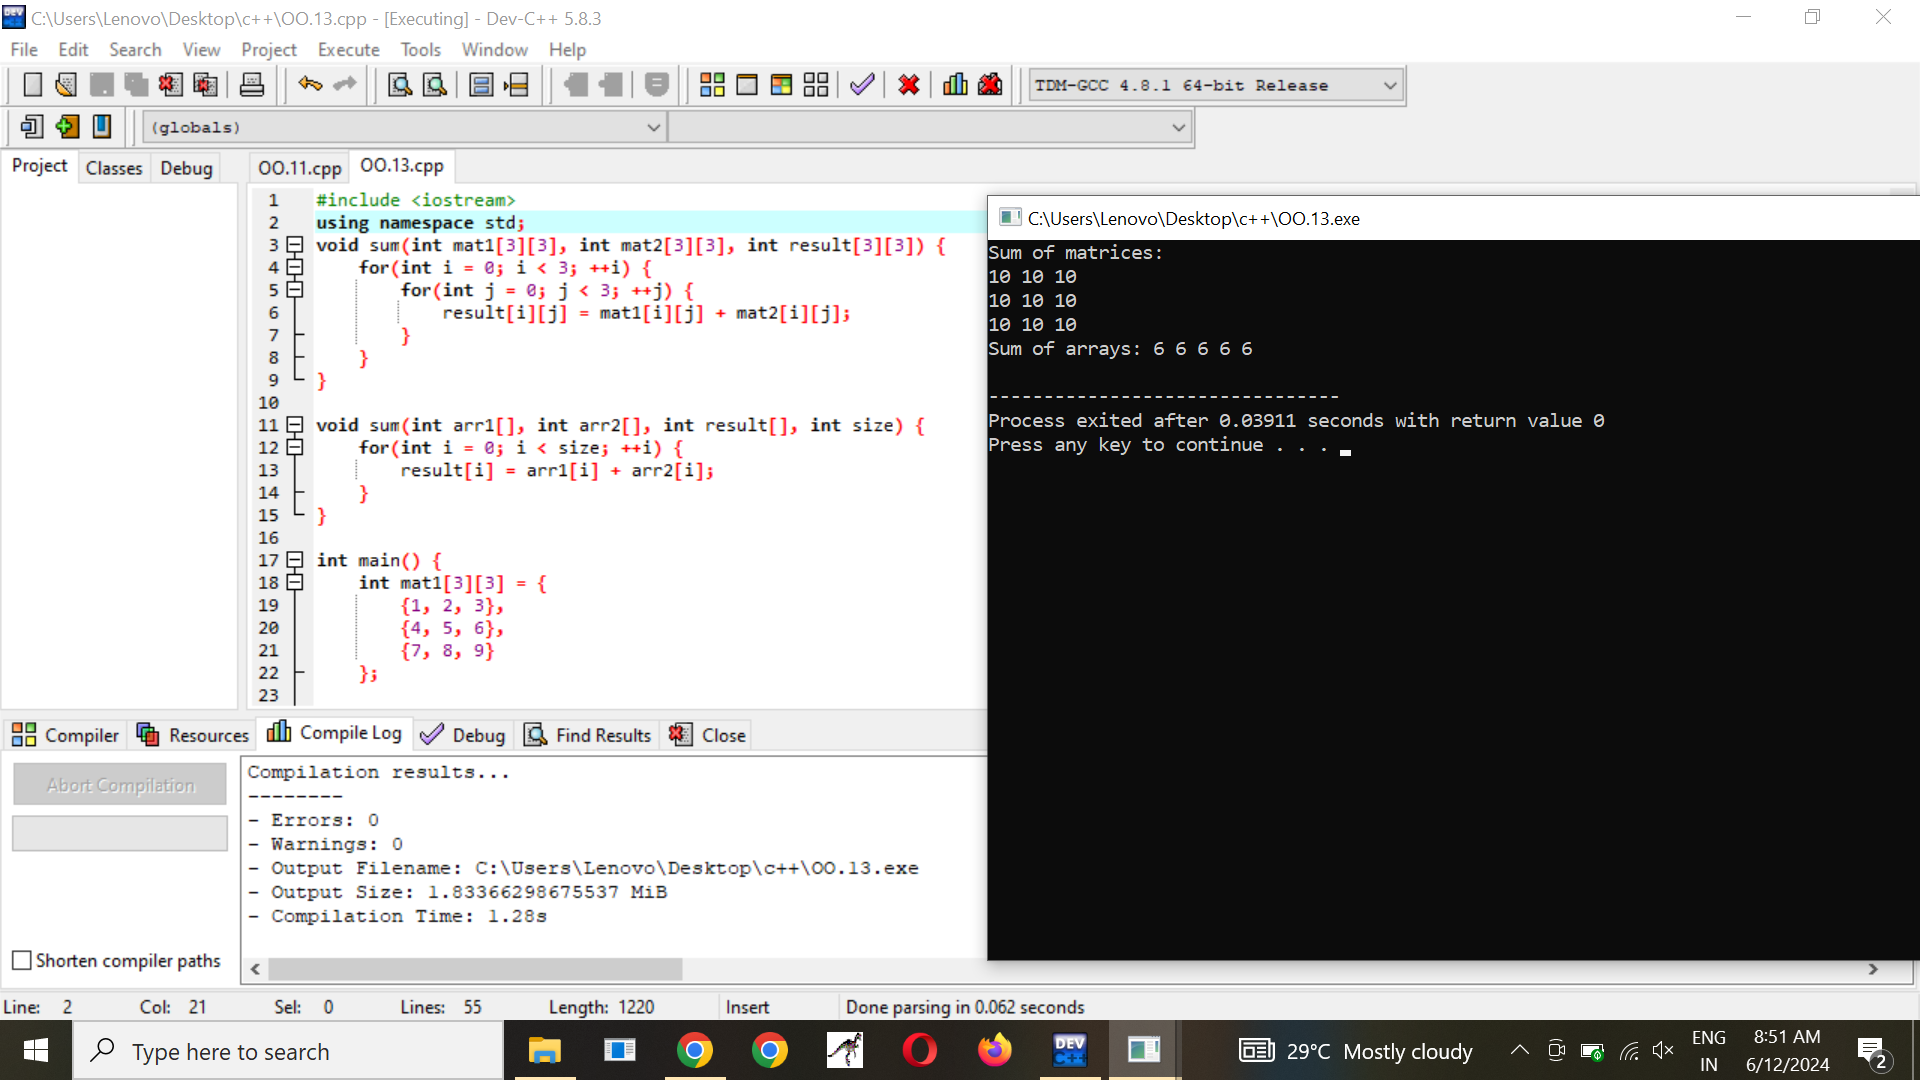 C:\Users\Lenovo\Desktop\c++\OO.13.cpp - [Executing] - Dev-C++ 5.8.3
File Edit Search View Project Execute Tools Window Help
TDM-GCC 4.8.1 64-bit Release
(globals)
Project Classes Debug
OO.11.cpp OO.13.cpp
1 #include <iostream>
2 using namespace std;
3 void sum(int mat1[3][3], int mat2[3][3], int result[3][3]) {
4 for(int i = 0; i < 3; ++i) {
5 for(int j = 0; j < 3; ++j) {
6 result[i][j] = mat1[i][j] + mat2[i][j];
7 }
8 }
9 }
10
11 void sum(int arr1[], int arr2[], int result[], int size) {
12 for(int i = 0; i < size; ++i) {
13 result[i] = arr1[i] + arr2[i];
14 }
15 }
16
17 int main() {
18 int mat1[3][3] = {
19 {1, 2, 3},
20 {4, 5, 6},
21 {7, 8, 9}
22 };
23
C:\Users\Lenovo\Desktop\c++\OO.13.exe
Sum of matrices:
10 10 10
10 10 10
10 10 10
Sum of arrays: 6 6 6 6 6
--------------------------------
Process exited after 0.03911 seconds with return value 0
Press any key to continue . . .
Compiler Resources Compile Log Debug Find Results Close
Abort Compilation
Shorten compiler paths
Compilation results...
--------
- Errors: 0
- Warnings: 0
- Output Filename: C:\Users\Lenovo\Desktop\c++\OO.13.exe
- Output Size: 1.83366298675537 MiB
- Compilation Time: 1.28s
Line: 2 Col: 21 Sel: 0 Lines: 55 Length: 1220 Insert Done parsing in 0.062 seconds
Type here to search
DEV C++
29°C Mostly cloudy
ENG
IN
8:51 AM
6/12/2024
2